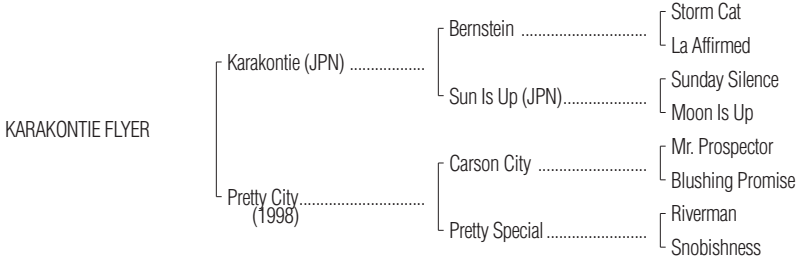 Storm Cat
Bernstein ..............................
La Affirmed
Karakontie (JPN) ..................
Sunday Silence
Sun Is Up (JPN)....................
Moon Is Up
KARAKONTIE FLYER
Mr. Prospector
Carson City ..........................
Blushing Promise
Pretty City..............................
(1998)
Riverman
Pretty Special ........................
Snobishness